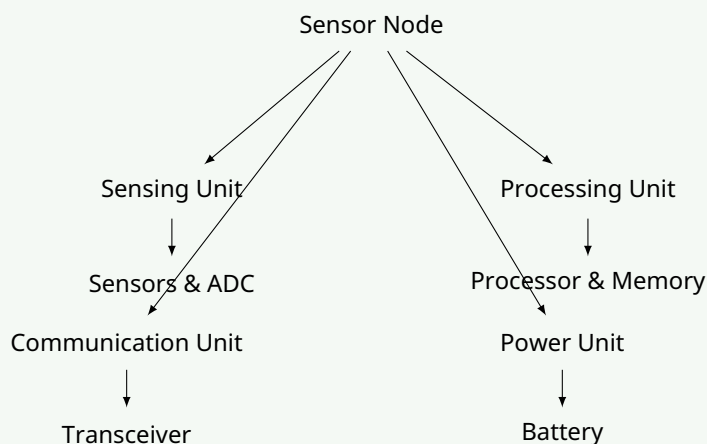 Sensor Node
Sensing Unit
Processing Unit
Sensors & ADC
Processor & Memory
Communication Unit
Power Unit
Transceiver
Battery